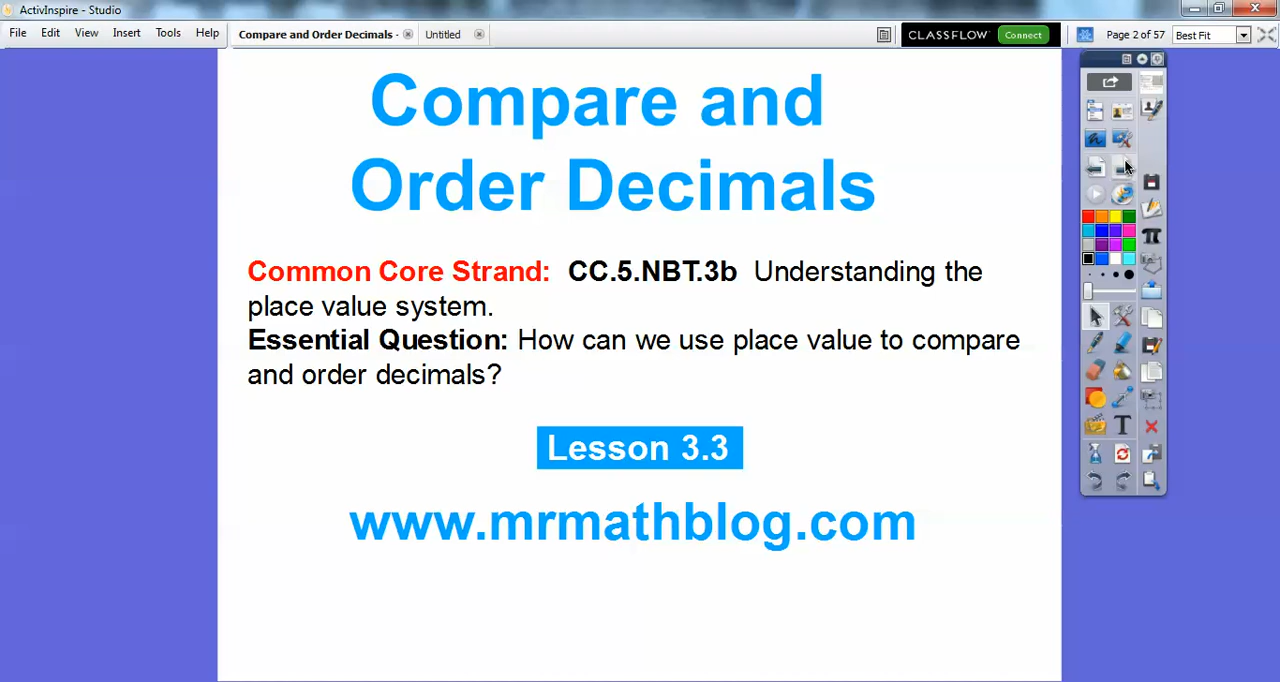 ActivInspire - Studio
File Edit View Insert Tools Help
Compare and Order Decimals - Untitled
CLASSFLOW Connect
Page 2 of 57 Best Fit
Compare and
Order Decimals
Common Core Strand: CC.5.NBT.3b Understanding the
place value system.
Essential Question: How can we use place value to compare
and order decimals?
Lesson 3.3
www.mrmathblog.com